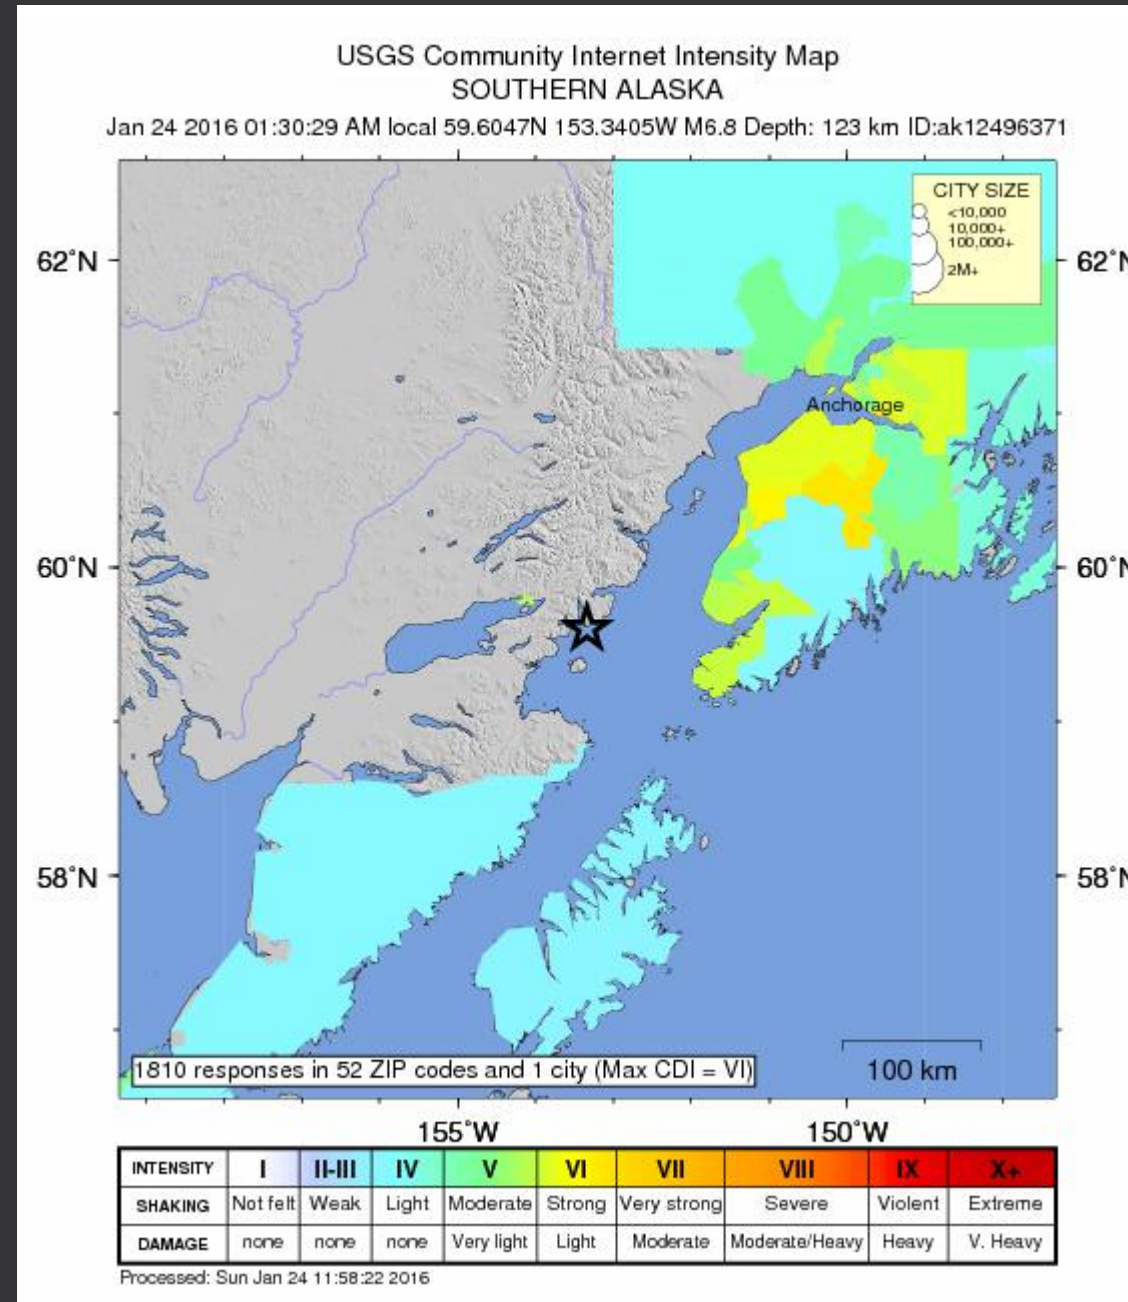 USGS Community Internet Intensity Map
SOUTHERN ALASKA
Jan 24 2016 01:30:29 AM local 59.6047N 153.3405W M6.8 Depth: 123 km ID:ak12496371
CITY SIZE
<10,000
10,000+
100,000+
2M+
62°N
62°N
Anchorage
60°N
60°N
58°N
58°N
1810 responses in 52 ZIP codes and 1 city (Max CDI = VI)
100 km
155°W
150°W
INTENSITY I II-III IV V VI VII VIII IX X+
SHAKING Not felt Weak Light Moderate Strong Very strong Severe Violent Extreme
DAMAGE none none none Very light Light Moderate Moderate/Heavy Heavy V. Heavy
Processed: Sun Jan 24 11:58:22 2016